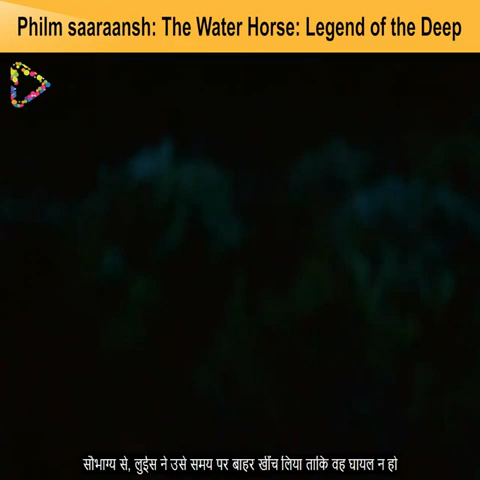 Philm saaraansh: The Water Horse: Legend of the Deep
सौभाग्य से, लुईस ने उसे समय पर बाहर खींच लिया ताकि वह घायल न हो